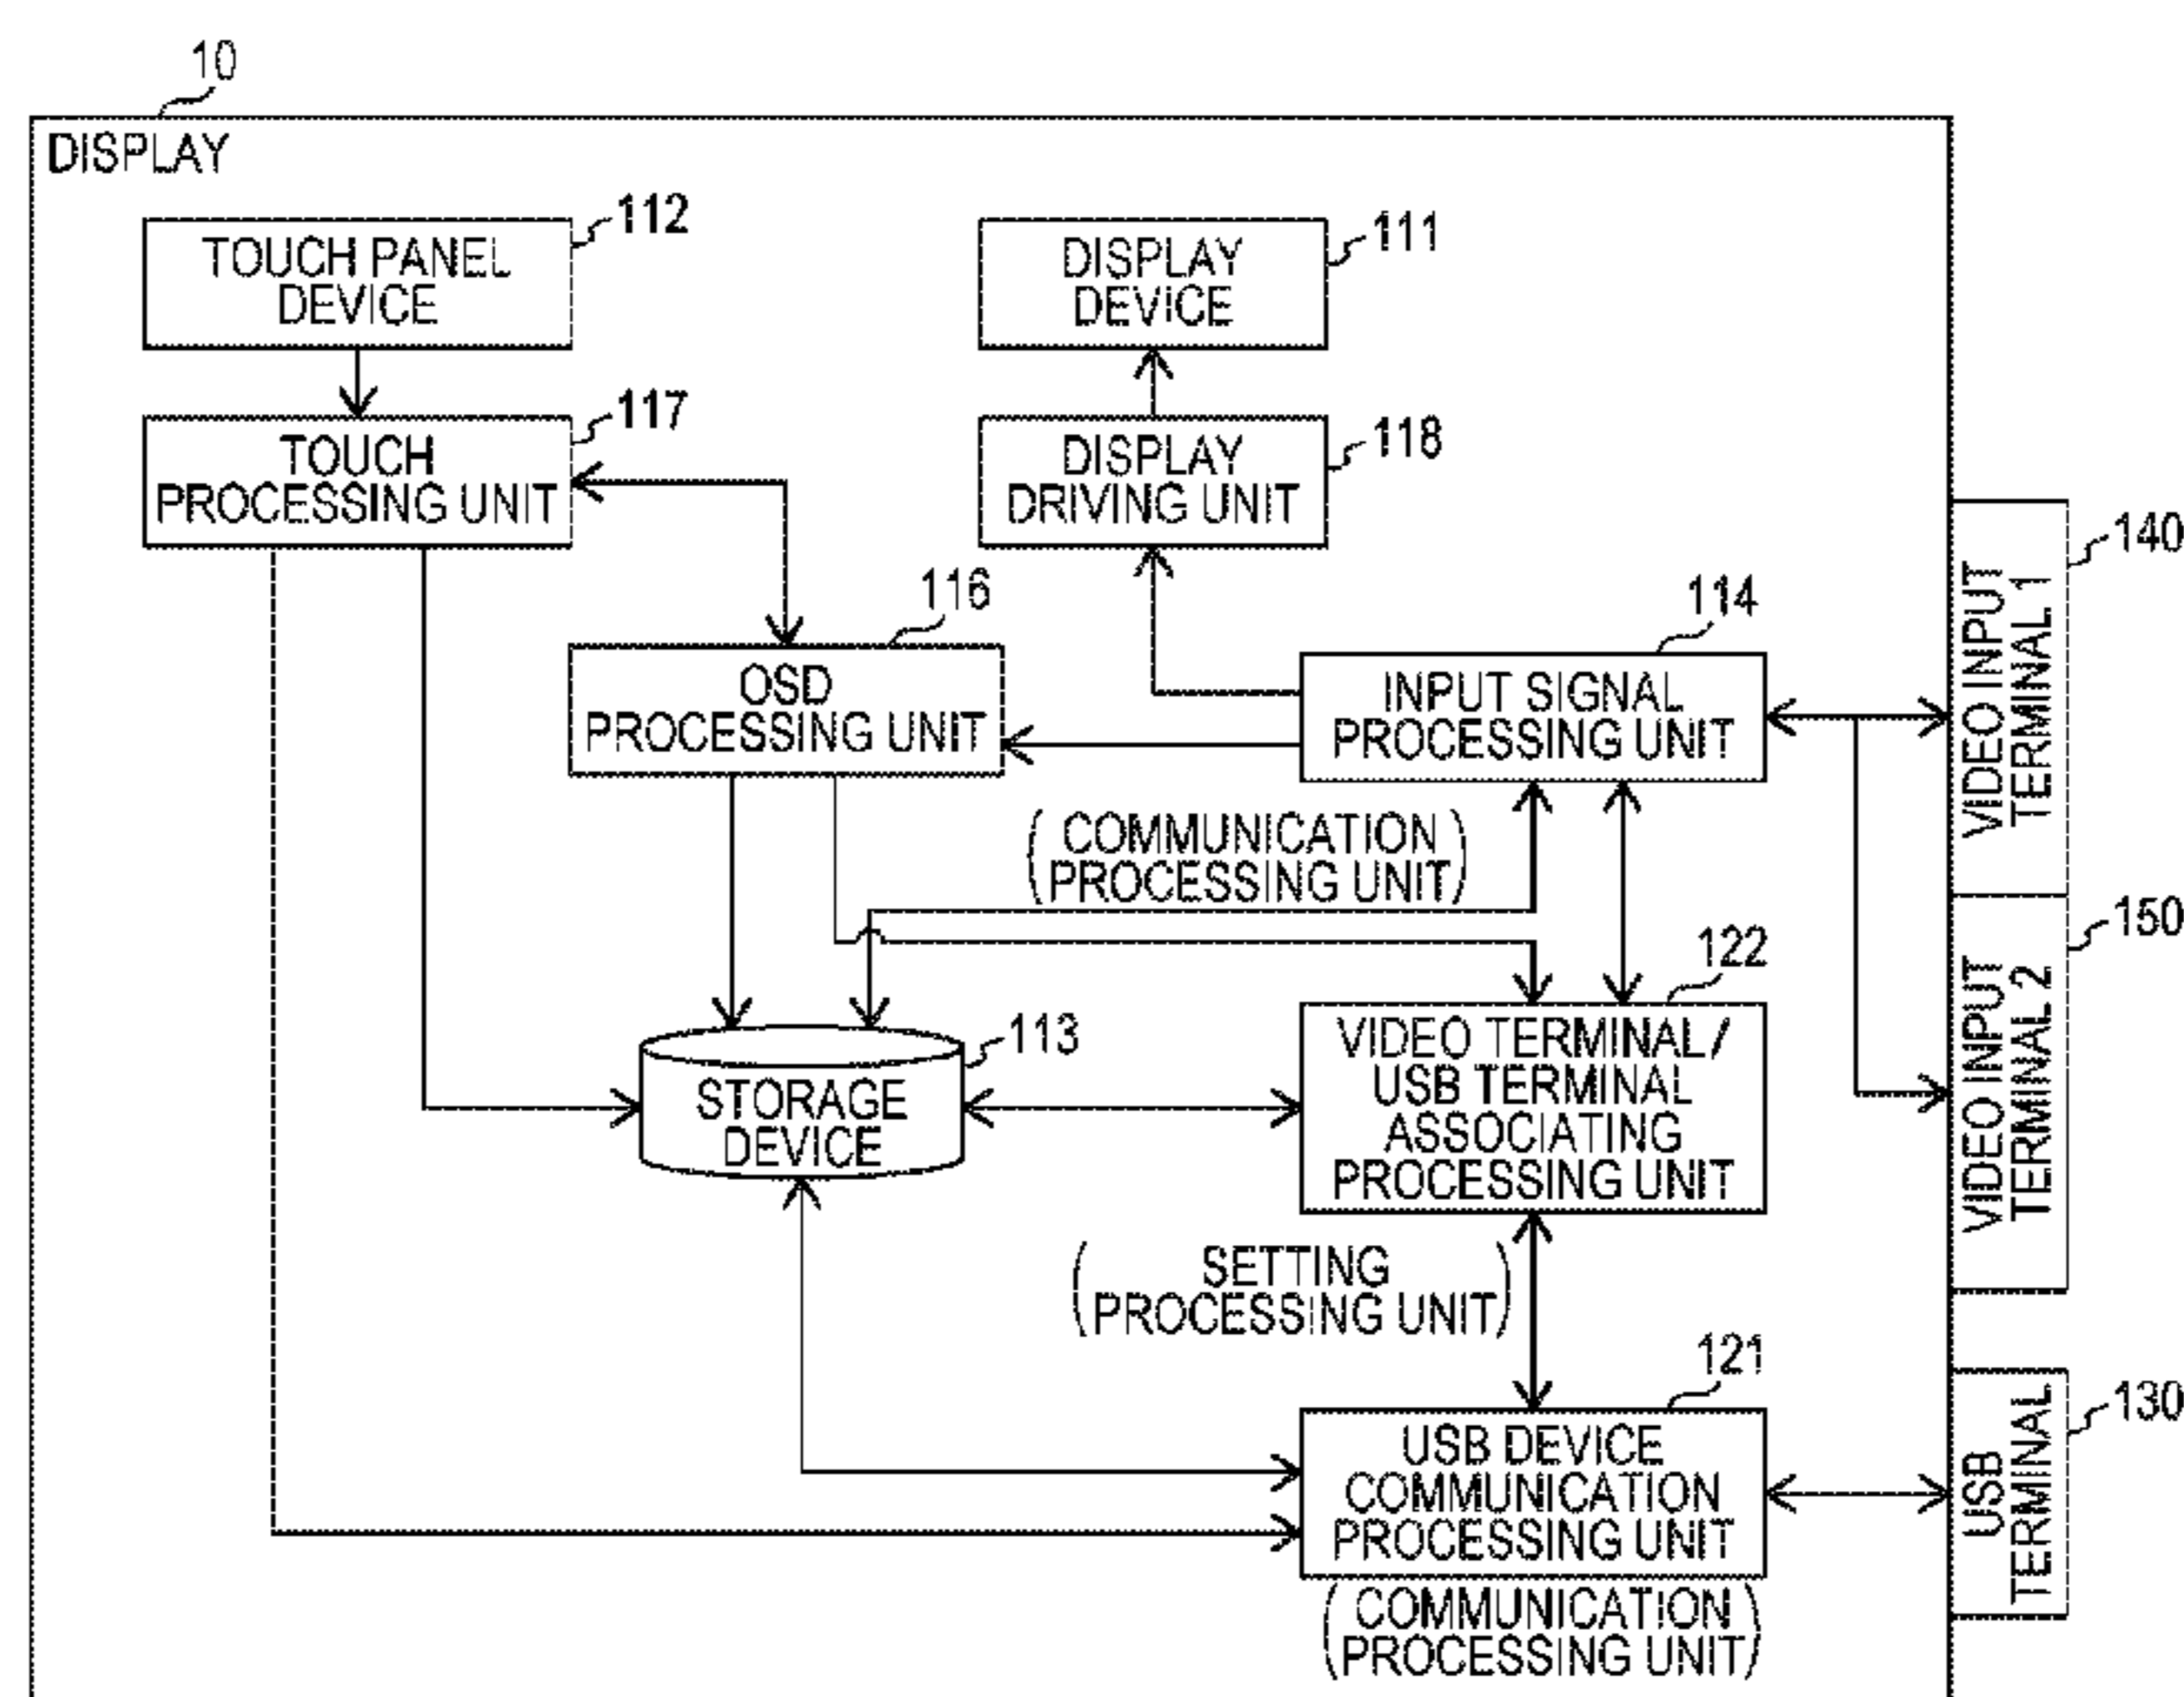 10
DISPLAY
112
TOUCH PANEL
DEVICE
111
DISPLAY
DEVICE
117
TOUCH
PROCESSING UNIT
118
DISPLAY
DRIVING UNIT
140
VIDEO INPUT
TERMINAL 1
116
OSD
PROCESSING UNIT
114
INPUT SIGNAL
PROCESSING UNIT
(COMMUNICATION
PROCESSING UNIT)
150
VIDEO INPUT
TERMINAL 2
122
VIDEO TERMINAL/
USB TERMINAL
ASSOCIATING
PROCESSING UNIT
113
STORAGE
DEVICE
(SETTING
PROCESSING UNIT)
121
USB DEVICE
COMMUNICATION
PROCESSING UNIT
(COMMUNICATION
PROCESSING UNIT)
130
USB
TERMINAL